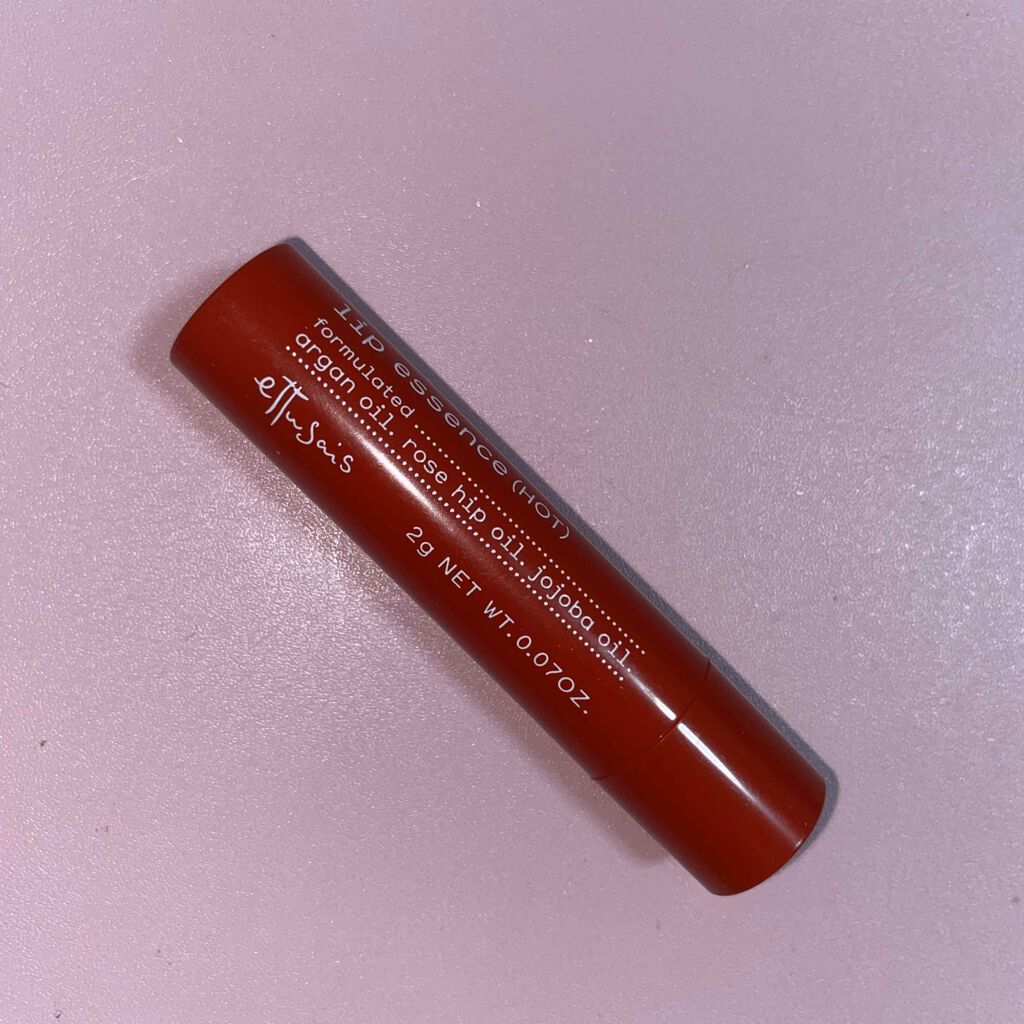 lip essence (HOT)
formulated
argan oil. rose hip oil. jojoba oil.
ettusais
2g NET WT.0.07OZ.